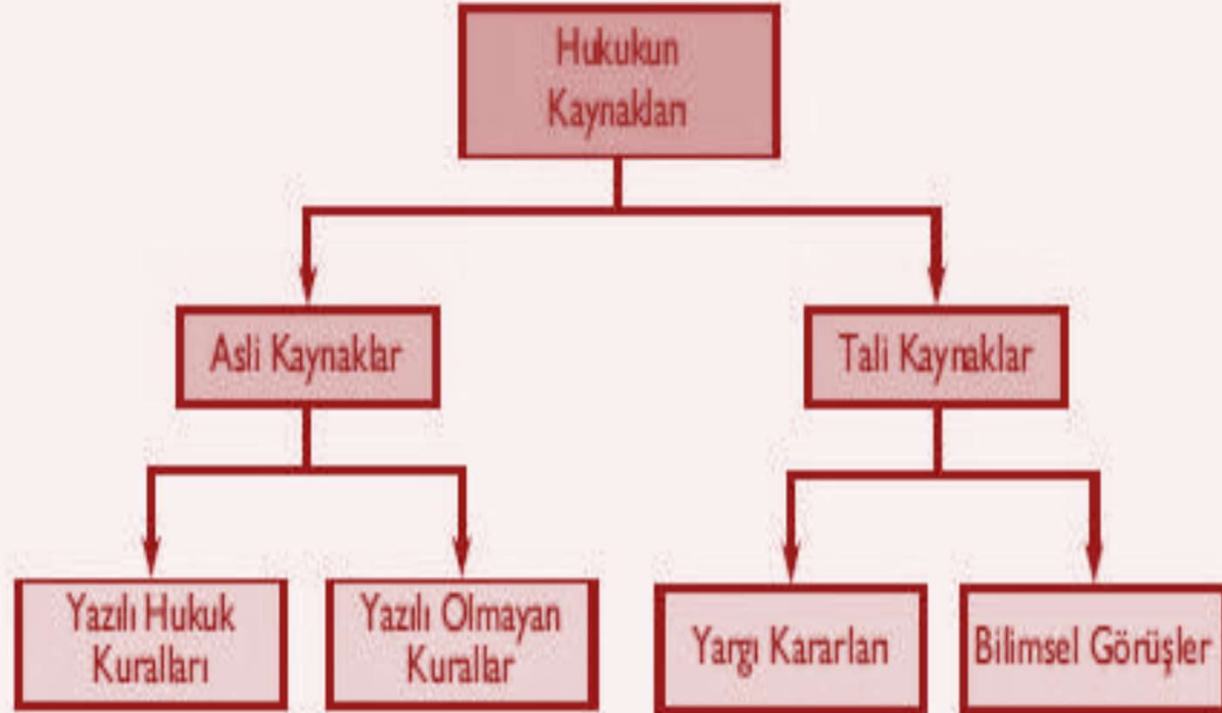 Hukukun
Kaynakları
Asli Kaynaklar
Tali Kaynaklar
Yazılı Hukuk
Kuralları
Yazılı Olmayan
Kurallar
Yargı Kararları
Bilimsel Görüşler